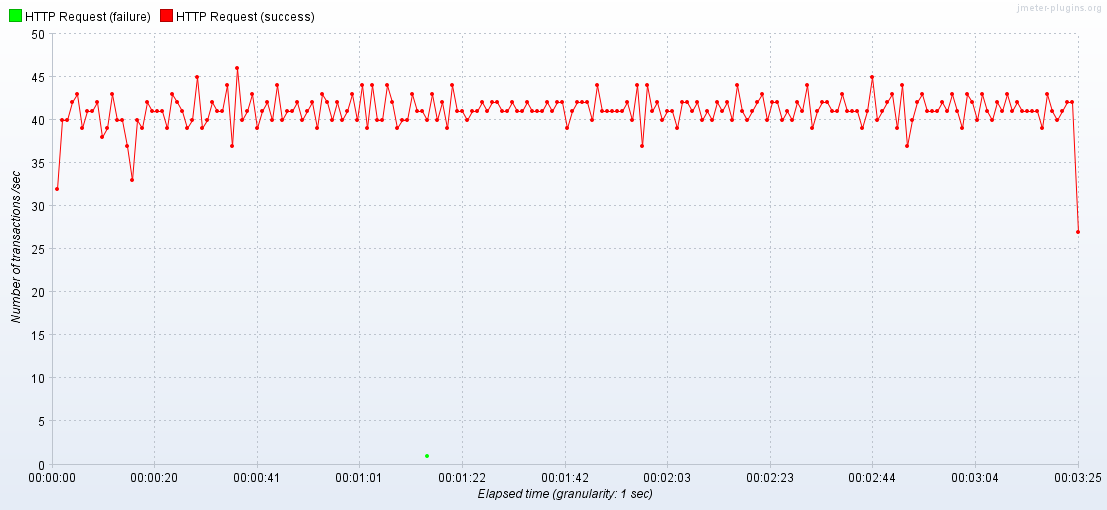 jmeter-plugins.org
HTTP Request (failure) HTTP Request (success)
50
45
40
35
30
25
20
15
10
5
0
Number of transactions /sec
00:00:00 00:00:20 00:00:41 00:01:01 00:01:22 00:01:42 00:02:03 00:02:23 00:02:44 00:03:04 00:03:25
Elapsed time (granularity: 1 sec)